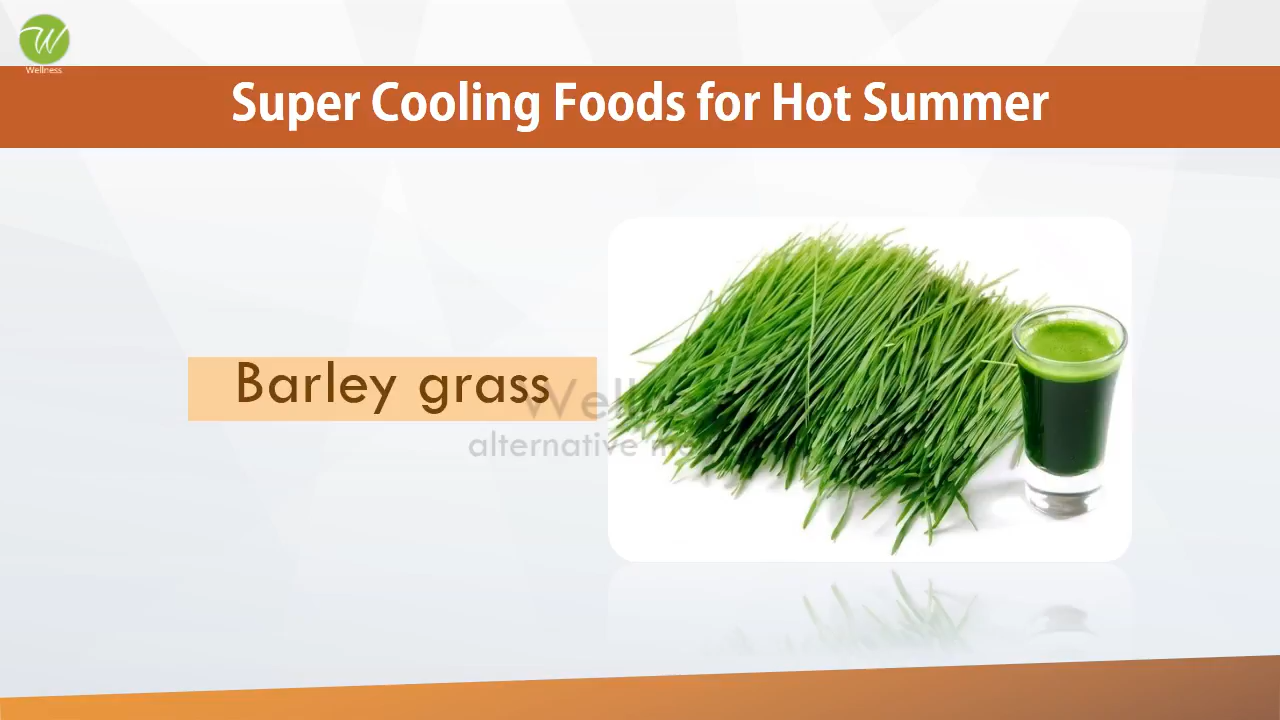 W
Wellness
Super Cooling Foods for Hot Summer
Barley grass
alternative